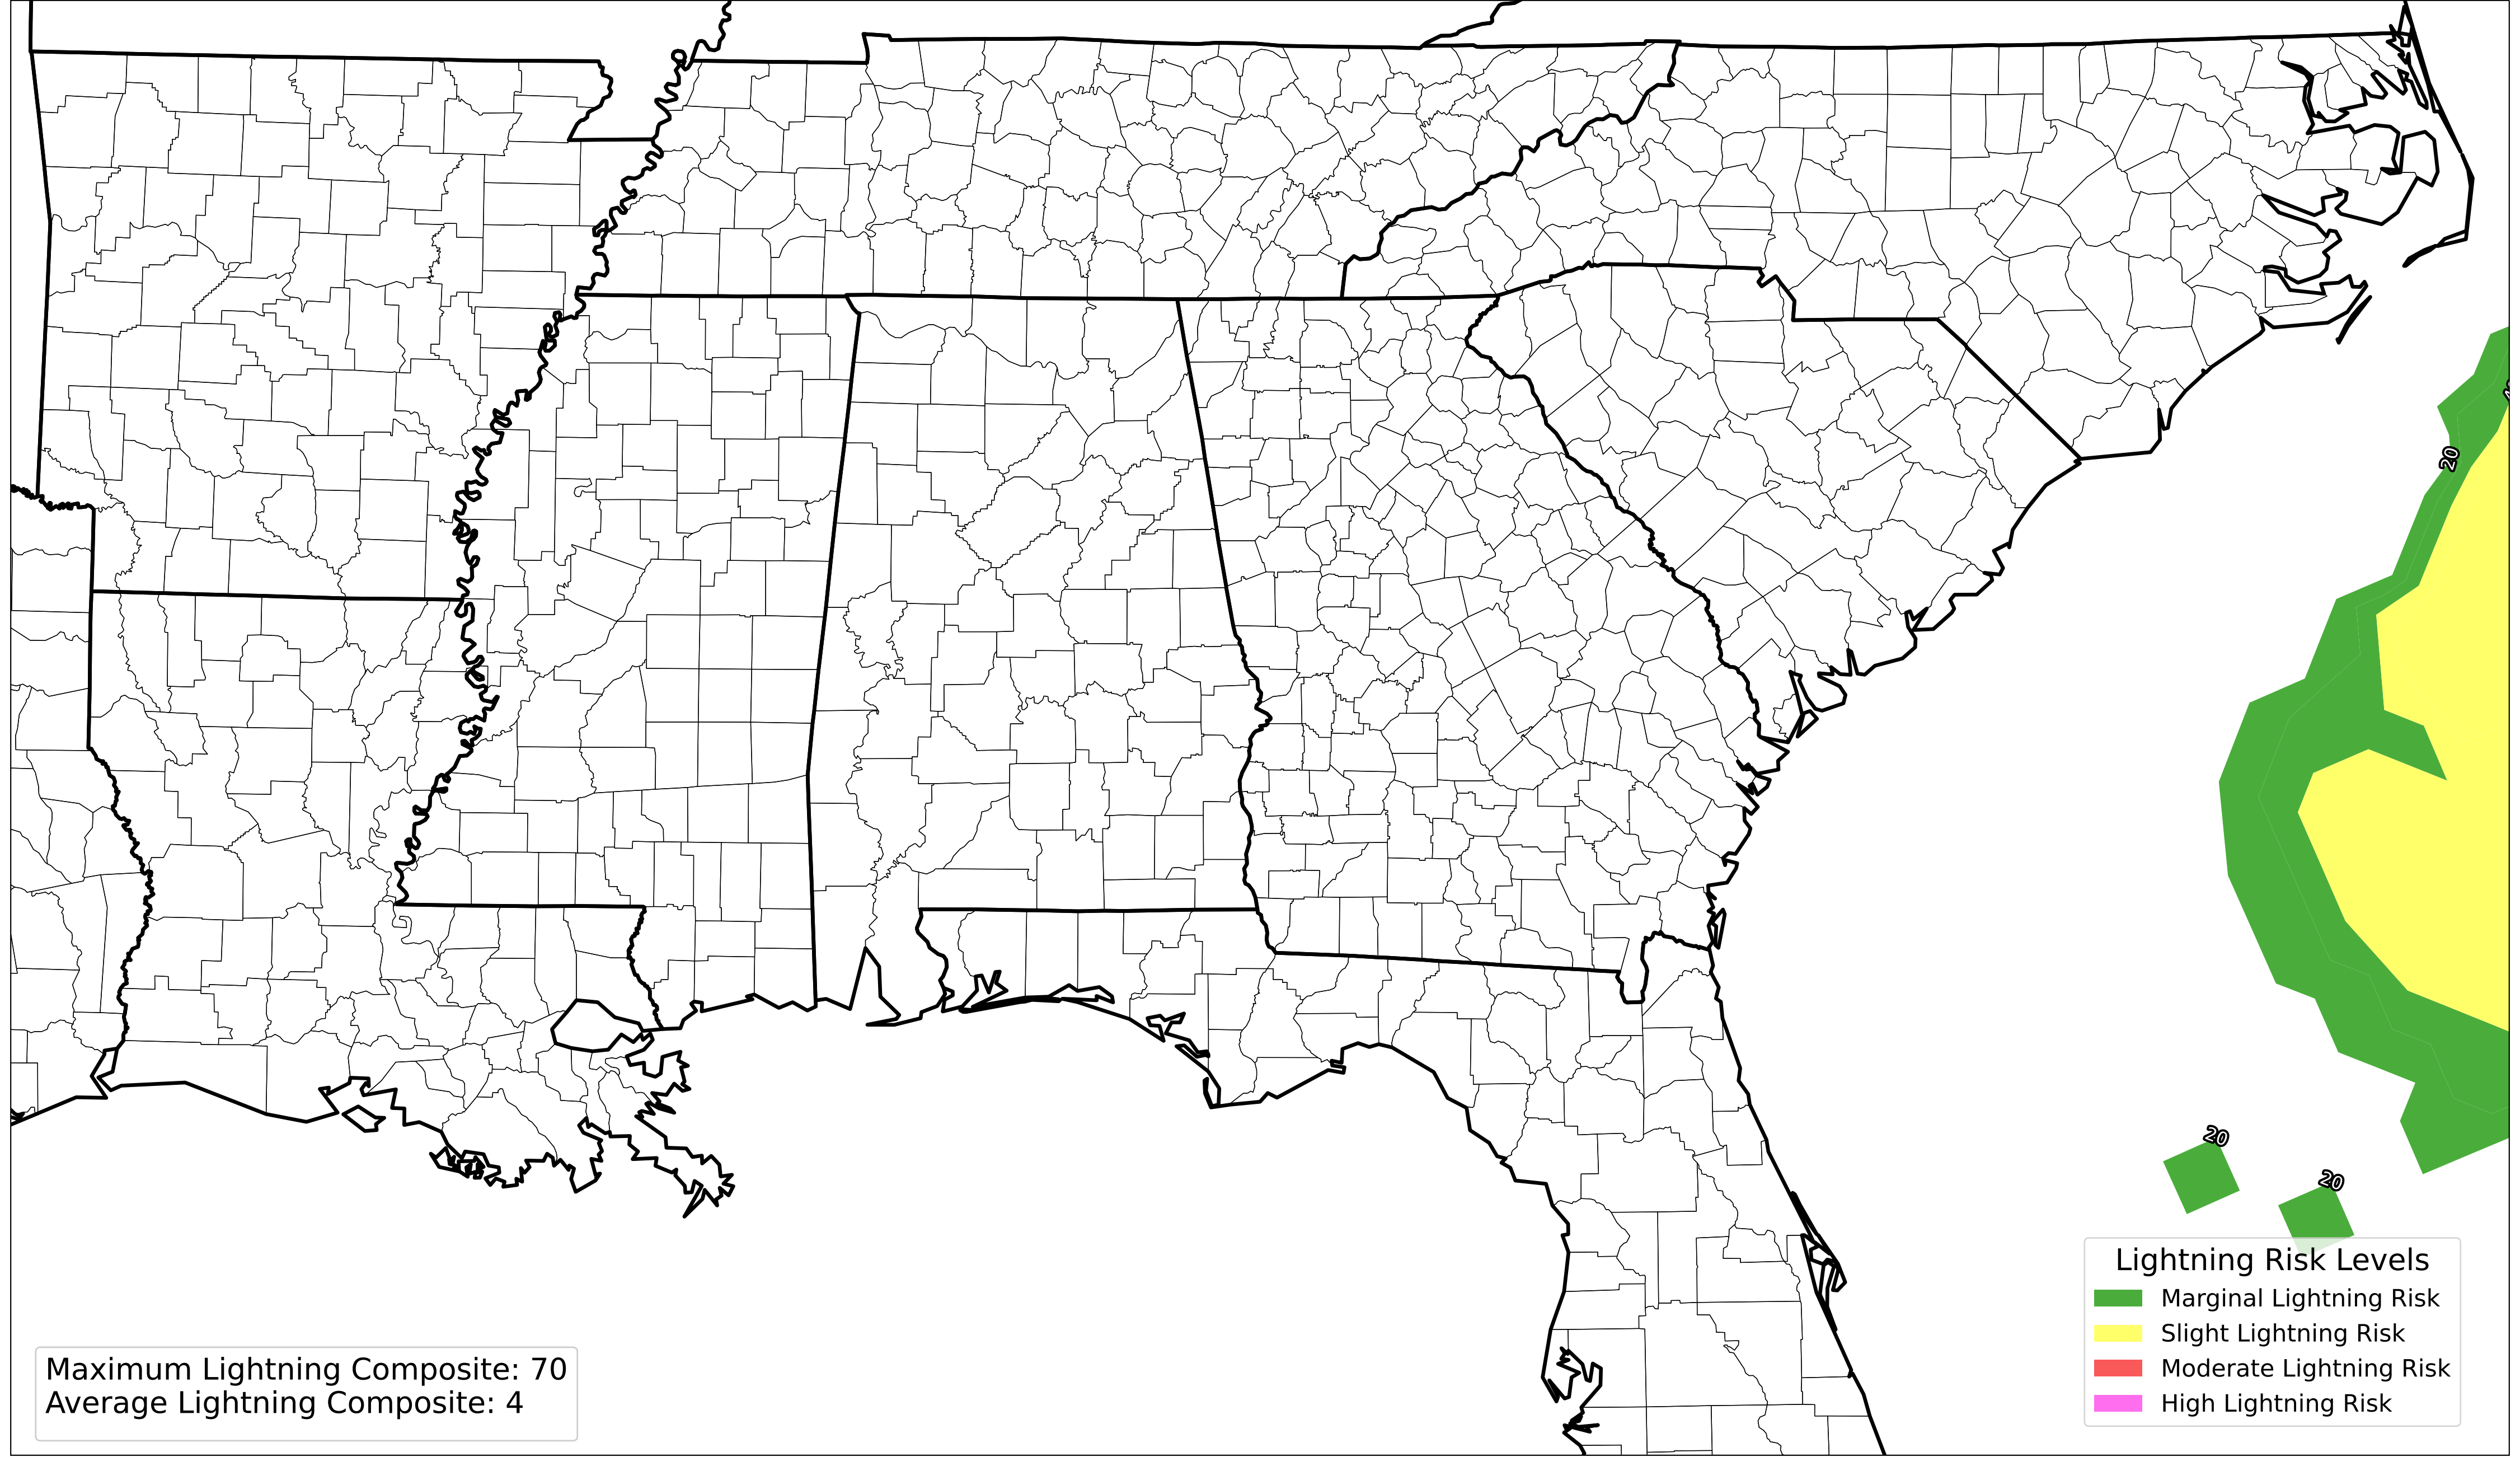 20
20
20
Lightning Risk Levels
Marginal Lightning Risk
Slight Lightning Risk
Moderate Lightning Risk
High Lightning Risk
Maximum Lightning Composite: 70
Average Lightning Composite: 4